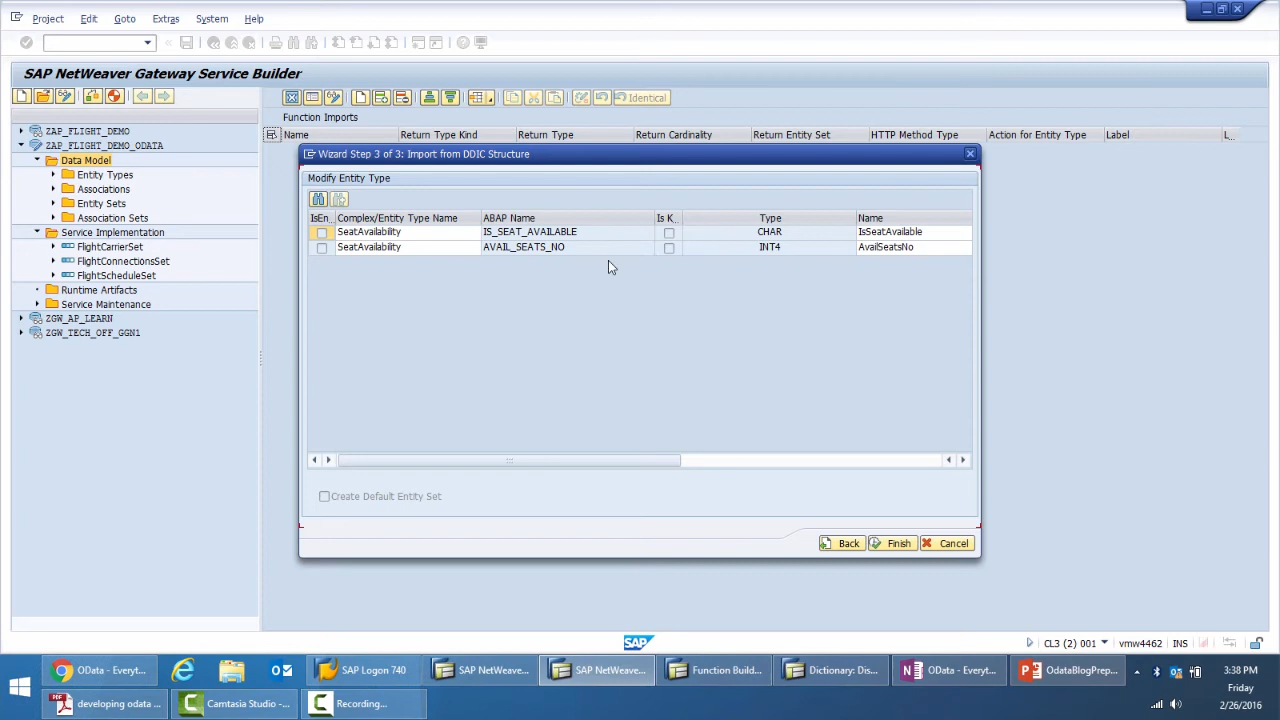 Project Edit Goto Extras System Help
SAP NetWeaver Gateway Service Builder
Identical
Function Imports
Name Return Type Kind Return Type Return Cardinality Return Entity Set HTTP Method Type Action for Entity Type Label L...
ZAP_FLIGHT_DEMO
ZAP_FLIGHT_DEMO_ODATA
Data Model
Entity Types
Associations
Entity Sets
Association Sets
Service Implementation
FlightCarrierSet
FlightConnectionsSet
FlightScheduleSet
Runtime Artifacts
Service Maintenance
ZGW_AP_LEARN
ZGW_TECH_OFF_GGN1
Wizard Step 3 of 3: Import from DDIC Structure
Modify Entity Type
IsEn... Complex/Entity Type Name ABAP Name Is K... Type Name
SeatAvailability IS_SEAT_AVAILABLE CHAR IsSeatAvailable
SeatAvailability AVAIL_SEATS_NO INT4 AvailSeatsNo
Create Default Entity Set
Back Finish Cancel
SAP
CL3 (2) 001 vmw4462 INS
OData - Everyt... SAP Logon 740 SAP NetWeave... SAP NetWeave... Function Build... Dictionary: Dis... OData - Everyt... OdataBlogPrep...
developing odata ... Camtasia Studio - ... Recording...
3:38 PM
Friday
2/26/2016